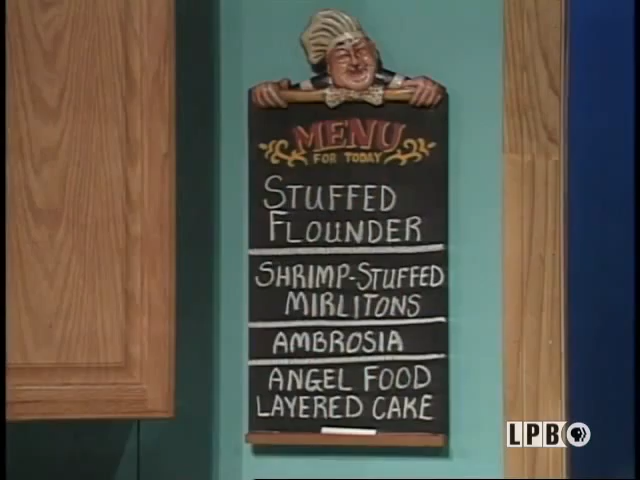 MENU
FOR TODAY
STUFFED
FLOUNDER
SHRIMP-STUFFED
MIRLITONS
AMBROSIA
ANGEL FOOD
LAYERED CAKE
LPB